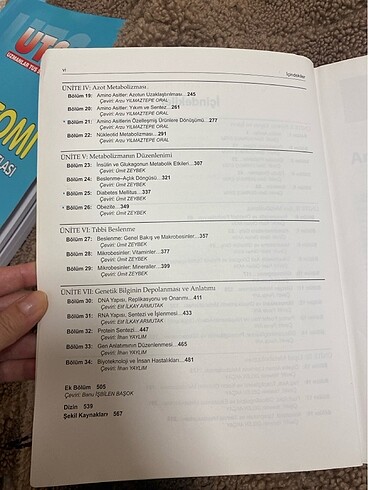 UTS
UZMANLAR TUS
TOMİ
LASI
vi
İçindekiler
ÜNİTE IV: Azot Metabolizması
Bölüm 19: Amino Asitler: Azotun Uzaklaştırılması...245
Çeviri: Arzu YILMAZTEPE ORAL
Bölüm 20: Amino Asitler: Yıkım ve Sentez...261
Çeviri: Arzu YILMAZTEPE ORAL
Bölüm 21: Amino Asitlerin Özelleşmiş Ürünlere Dönüşümü...277
Çeviri: Arzu YILMAZTEPE ORAL
Bölüm 22: Nükleotid Metabolizması...291
Çeviri: Arzu YILMAZTEPE ORAL
ÜNİTE V: Metabolizmanın Düzenlenimi
Bölüm 23: İnsülin ve Glukagonun Metabolik Etkileri...307
Çeviri: Ümit ZEYBEK
Bölüm 24: Beslenme–Açlık Döngüsü...321
Çeviri: Ümit ZEYBEK
Bölüm 25: Diabetes Mellitus...337
Çeviri: Ümit ZEYBEK
Bölüm 26: Obezite...349
Çeviri: Ümit ZEYBEK
ÜNİTE VI: Tıbbi Beslenme
Bölüm 27: Beslenme: Genel Bakış ve Makrobesinler...357
Çeviri: Ümit ZEYBEK
Bölüm 28: Mikrobesinler: Vitaminler...377
Çeviri: Ümit ZEYBEK
Bölüm 29: Mikrobesinler: Mineraller...399
Çeviri: Ümit ZEYBEK
ÜNİTE VII: Genetik Bilginin Depolanması ve Anlatımı
Bölüm 30: DNA Yapısı, Replikasyonu ve Onarımı...411
Çeviri: Elif İLKAY ARMUTAK
Bölüm 31: RNA Yapısı, Sentezi ve İşlenmesi...433
Çeviri: Elif İLKAY ARMUTAK
Bölüm 32: Protein Sentezi...447
Çeviri: İlhan YAYLIM
Bölüm 33: Gen Anlatımının Düzenlenmesi...465
Çeviri: İlhan YAYLIM
Bölüm 34: Biyoteknoloji ve İnsan Hastalıkları...481
Çeviri: İlhan YAYLIM
Ek Bölüm 505
Çeviri: Banu İŞBİLEN BAŞOK
Dizin 539
Şekil Kaynakları 567